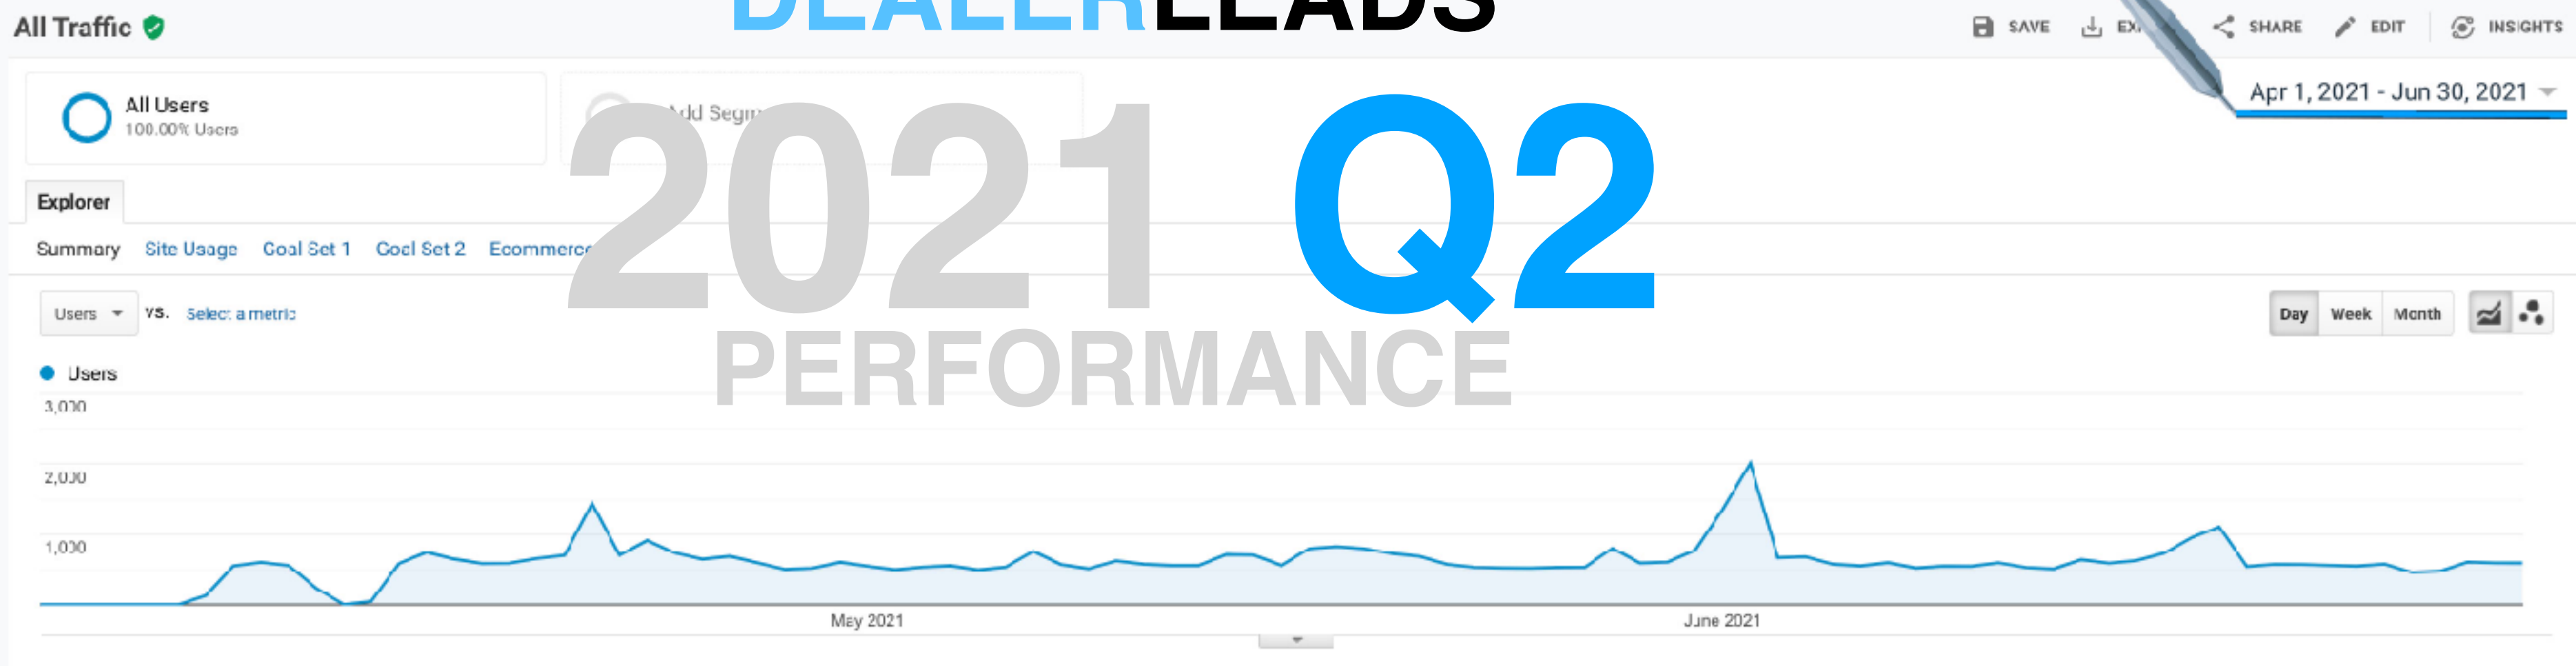 DEALERLEADS
All Traffic
SAVE
SHARE
EDIT
INSIGHTS
All Users
100.00% Users
Apr 1, 2021 - Jun 30, 2021
2021 Q2
PERFORMANCE
Explorer
Summary Site Usage Goal Set 1 Goal Set 2 Ecommerce
Users VS. Select a metric
Day Week Month
Users
3,000
2,000
1,000
May 2021
June 2021